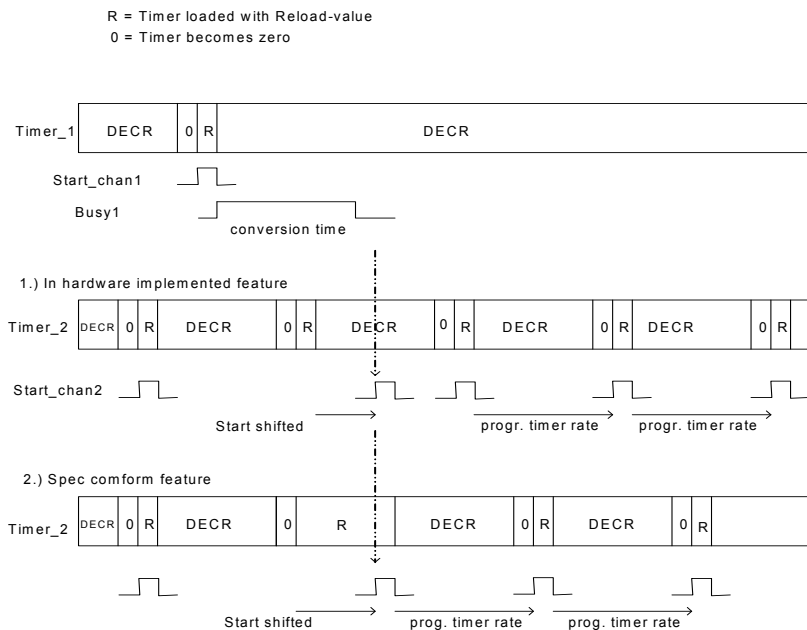 R = Timer loaded with Reload-value
0 = Timer becomes zero
Timer_1 DECR 0 R DECR
Start_chan1
Busy1
conversion time
1.) In hardware implemented feature
Timer_2 DECR 0 R DECR 0 R DECR 0 R DECR 0 R DECR 0 R
Start_chan2
Start shifted progr. timer rate progr. timer rate
2.) Spec comform feature
Timer_2 DECR 0 R DECR 0 R DECR 0 R DECR 0 R
Start shifted progr. timer rate progr. timer rate